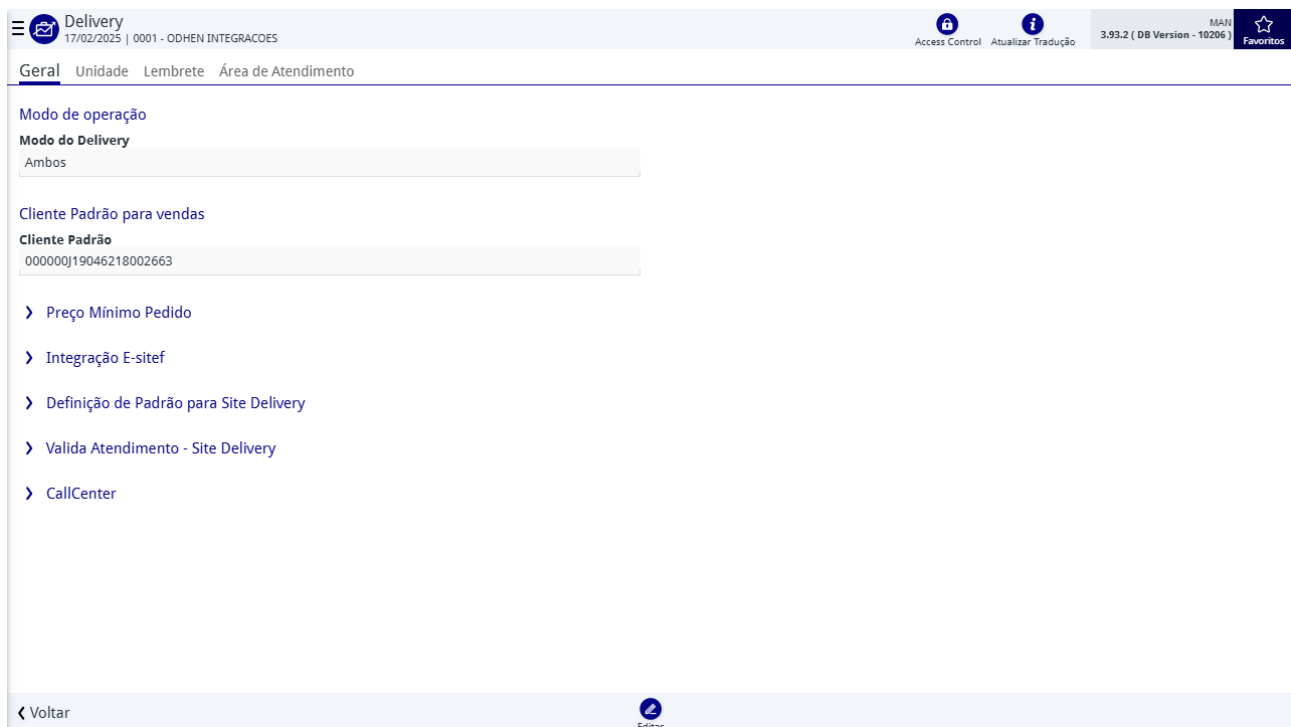 Delivery
17/02/2025 | 0001 - ODHEN INTEGRACOES
Access Control
Atualizar Tradução
MAN
3.93.2 ( DB Version - 10206 )
Favoritos
Geral Unidade Lembrete Área de Atendimento
Modo de operação
Modo do Delivery
Ambos
Cliente Padrão para vendas
Cliente Padrão
000000J19046218002663
Preço Mínimo Pedido
Integração E-sitef
Definição de Padrão para Site Delivery
Valida Atendimento - Site Delivery
CallCenter
Voltar
Editar